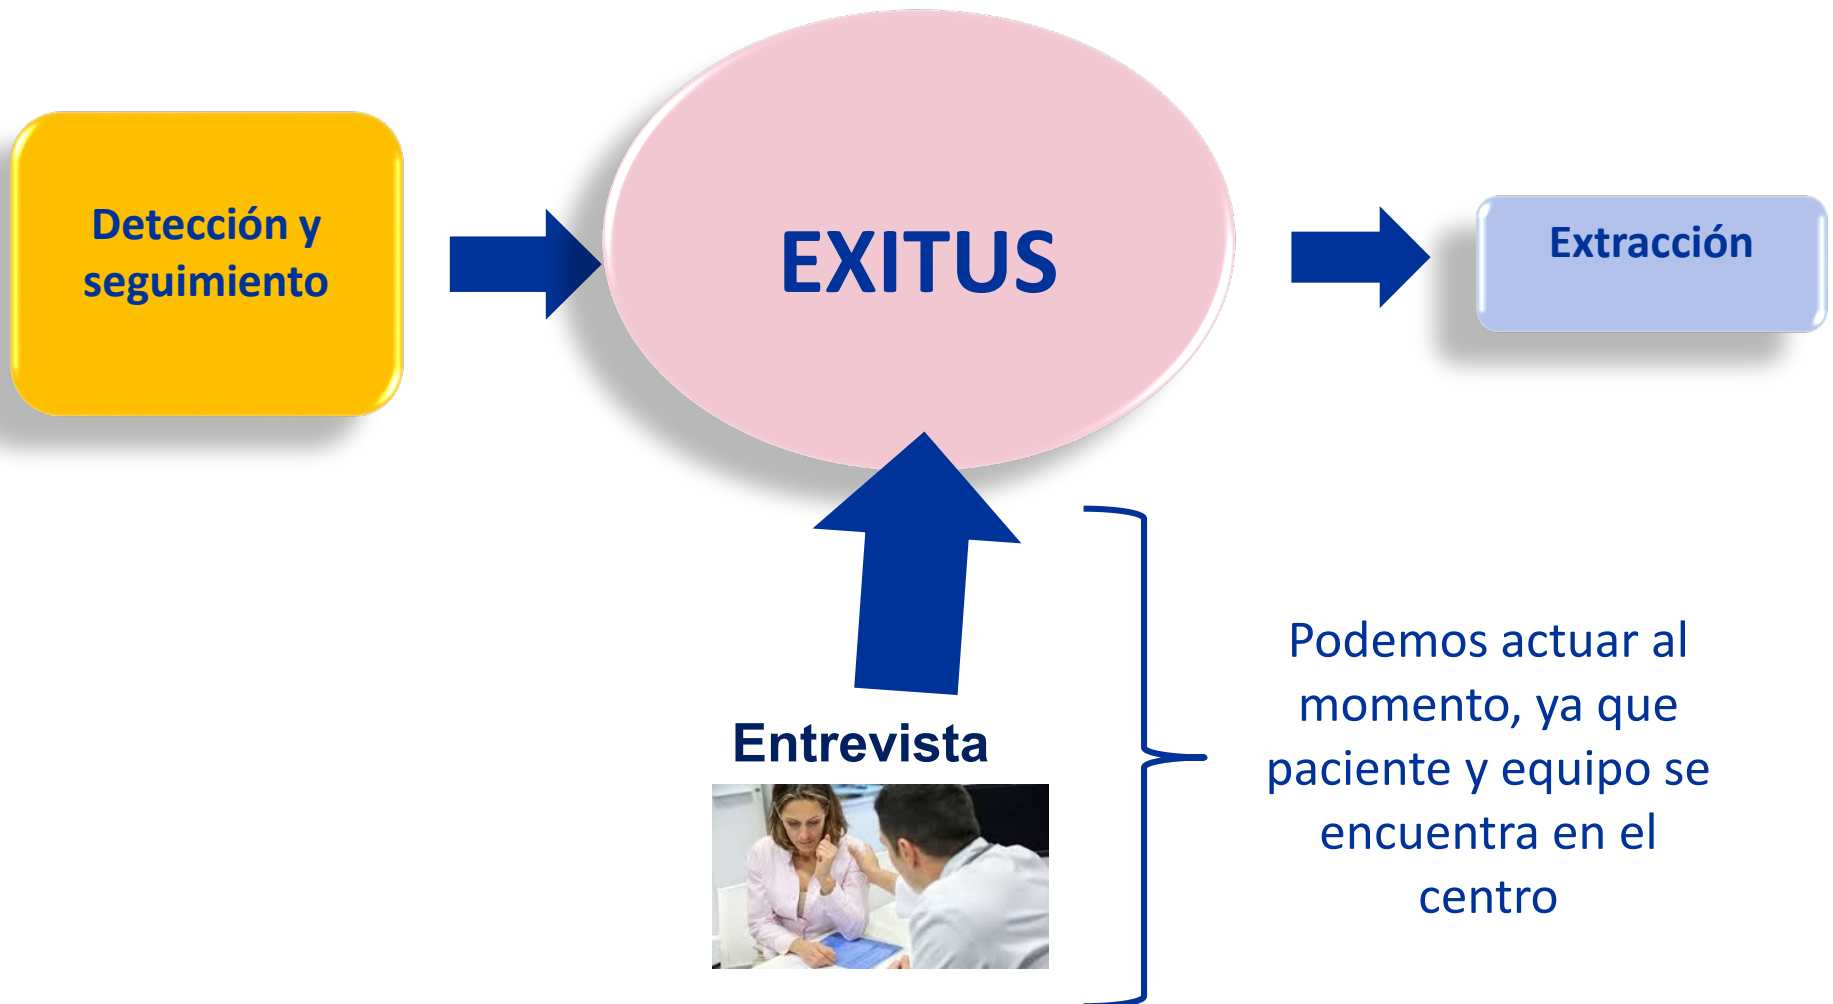 Detección y
seguimiento
EXITUS
Extracción
Entrevista
Podemos actuar al
momento, ya que
paciente y equipo se
encuentra en el
centro